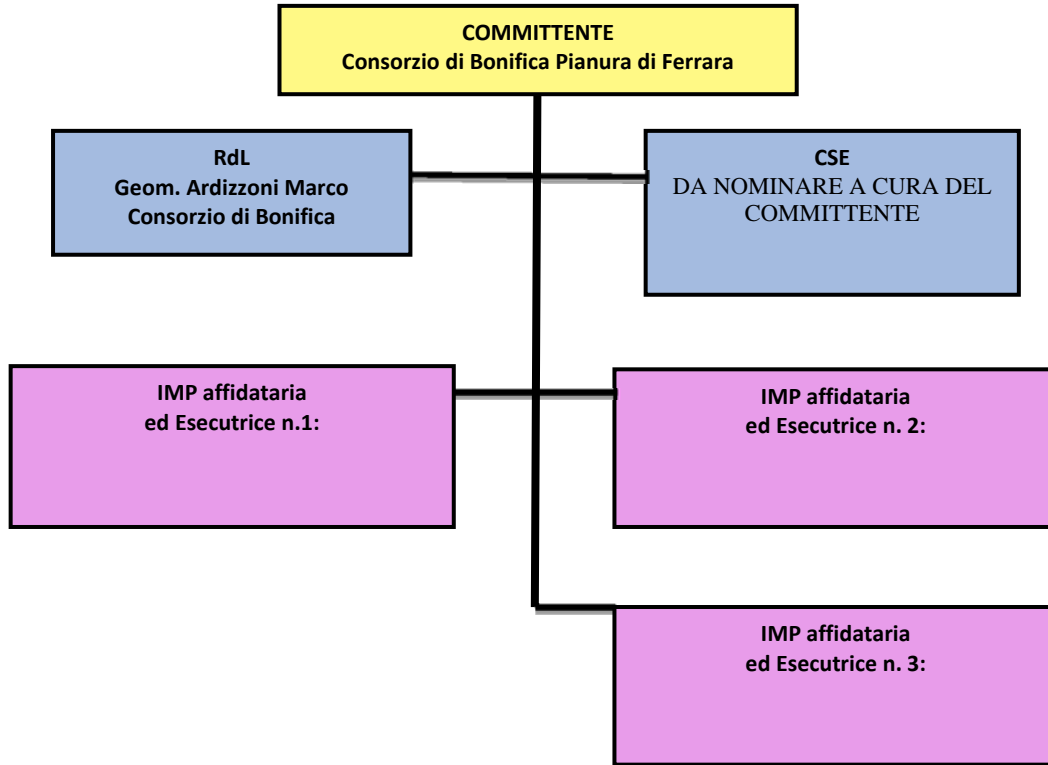 COMMITTENTE
Consorzio di Bonifica Pianura di Ferrara
RdL
Geom. Ardizzoni Marco
Consorzio di Bonifica
CSE
DA NOMINARE A CURA DEL
COMMITTENTE
IMP affidataria
ed Esecutrice n.1:
IMP affidataria
ed Esecutrice n. 2:
IMP affidataria
ed Esecutrice n. 3: